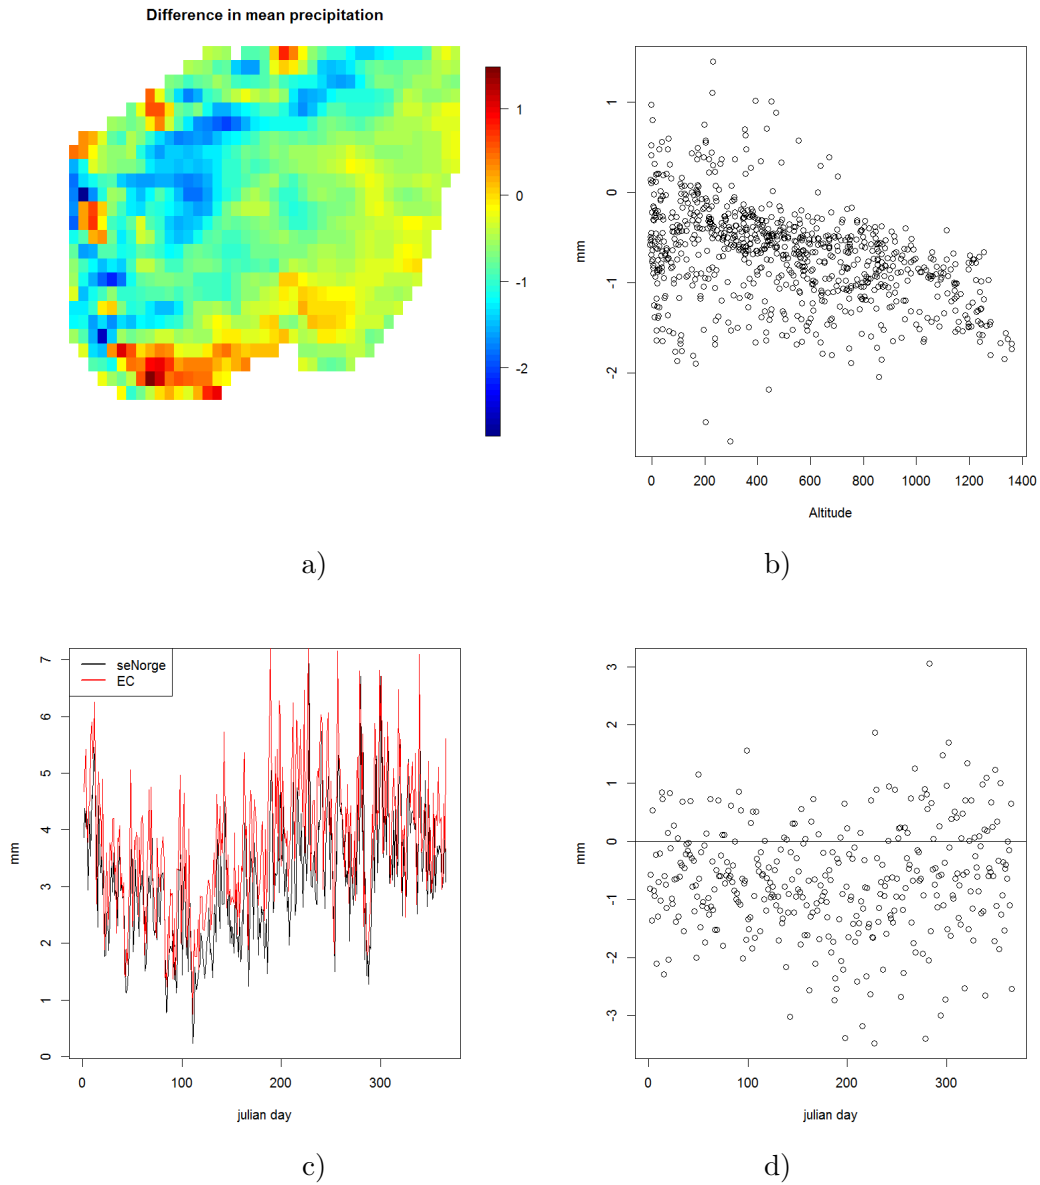 Difference in mean precipitation
1
0
-1
-2
a)
mm
1
0
-1
-2
0 200 400 600 800 1000 1200 1400
Altitude
b)
seNorge
EC
mm
7
6
5
4
3
2
1
0
0 100 200 300
julian day
c)
mm
3
2
1
0
-1
-2
-3
0 100 200 300
julian day
d)